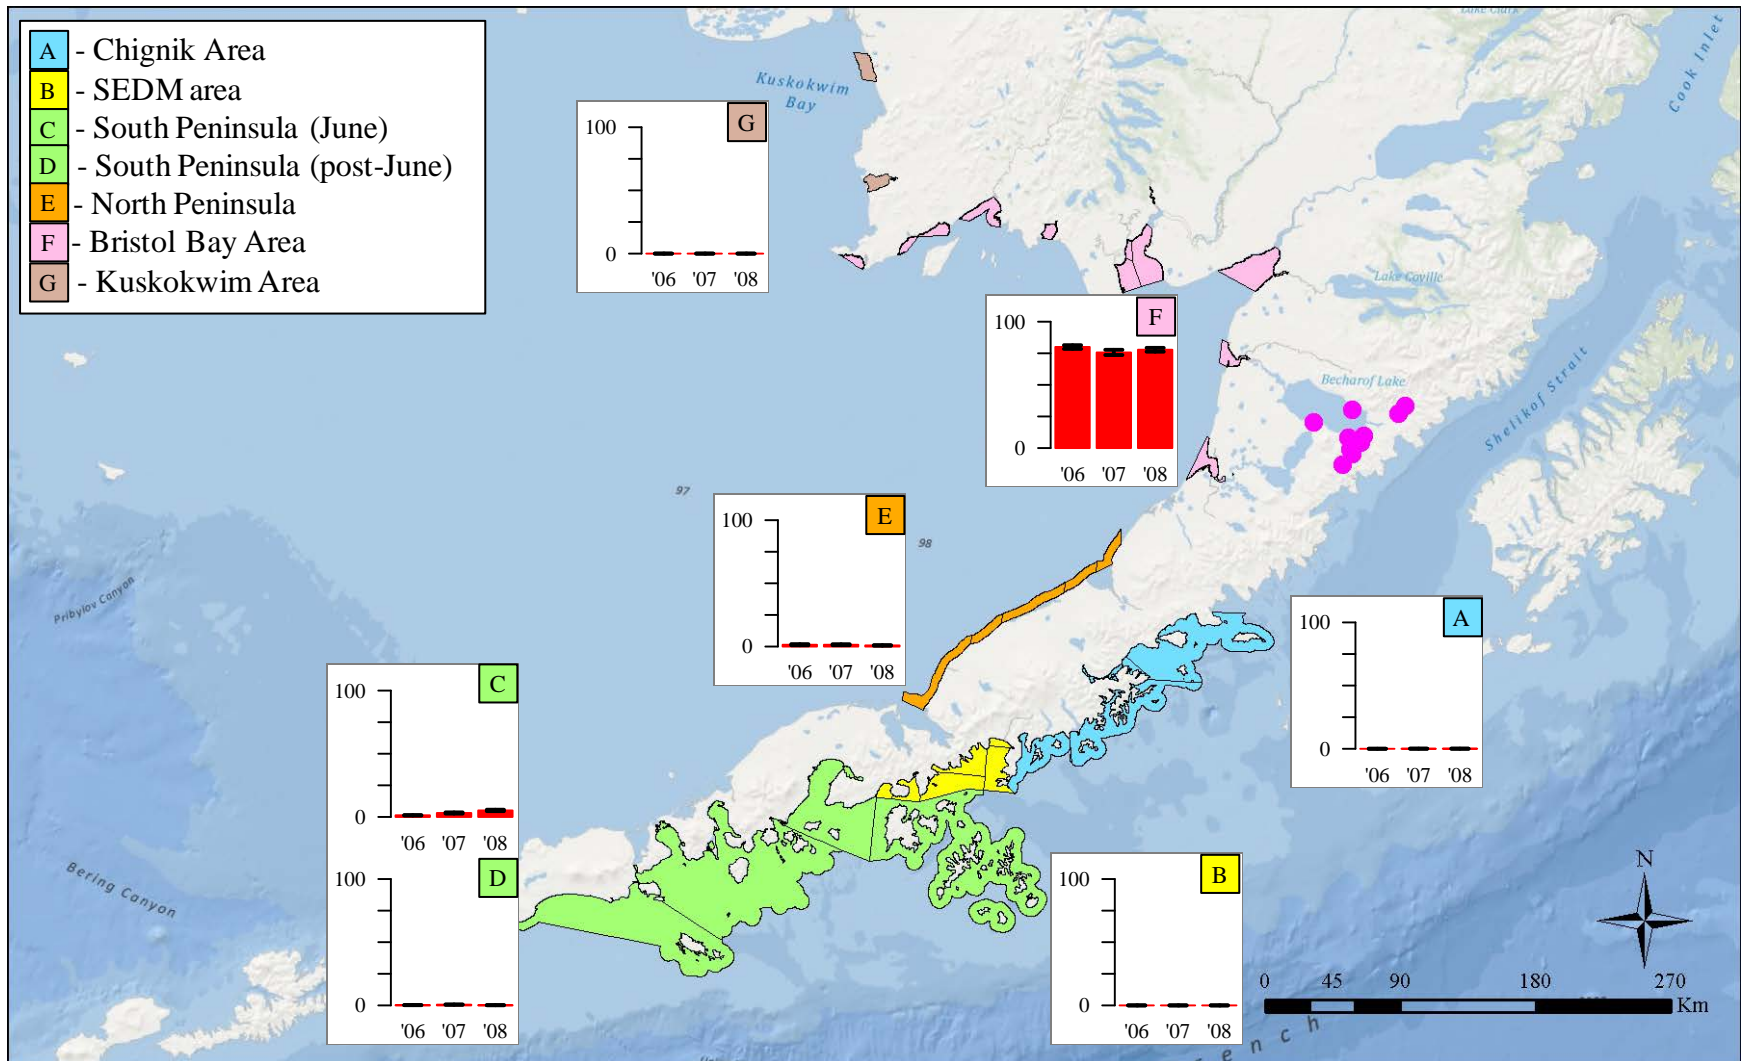 A - Chignik Area
B - SEDM area
C - South Peninsula (June)
D - South Peninsula (post-June)
E - North Peninsula
F - Bristol Bay Area
G - Kuskokwim Area
Kuskokwim
Bay
Lake Clark
Cook Inlet
G
100
0
'06 '07 '08
Lake Coville
F
100
0
'06 '07 '08
Becharof Lake
Shelikof Strait
97
98
E
100
0
'06 '07 '08
Pribylov Canyon
A
100
0
'06 '07 '08
C
100
0
'06 '07 '08
Bering Canyon
D
100
0
'06 '07 '08
B
100
0
'06 '07 '08
N
0 45 90 180 270
Km
e n c h